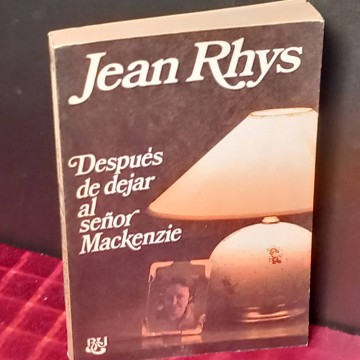 Jean Rhys
Después
de dejar
al
señor
Mackenzie